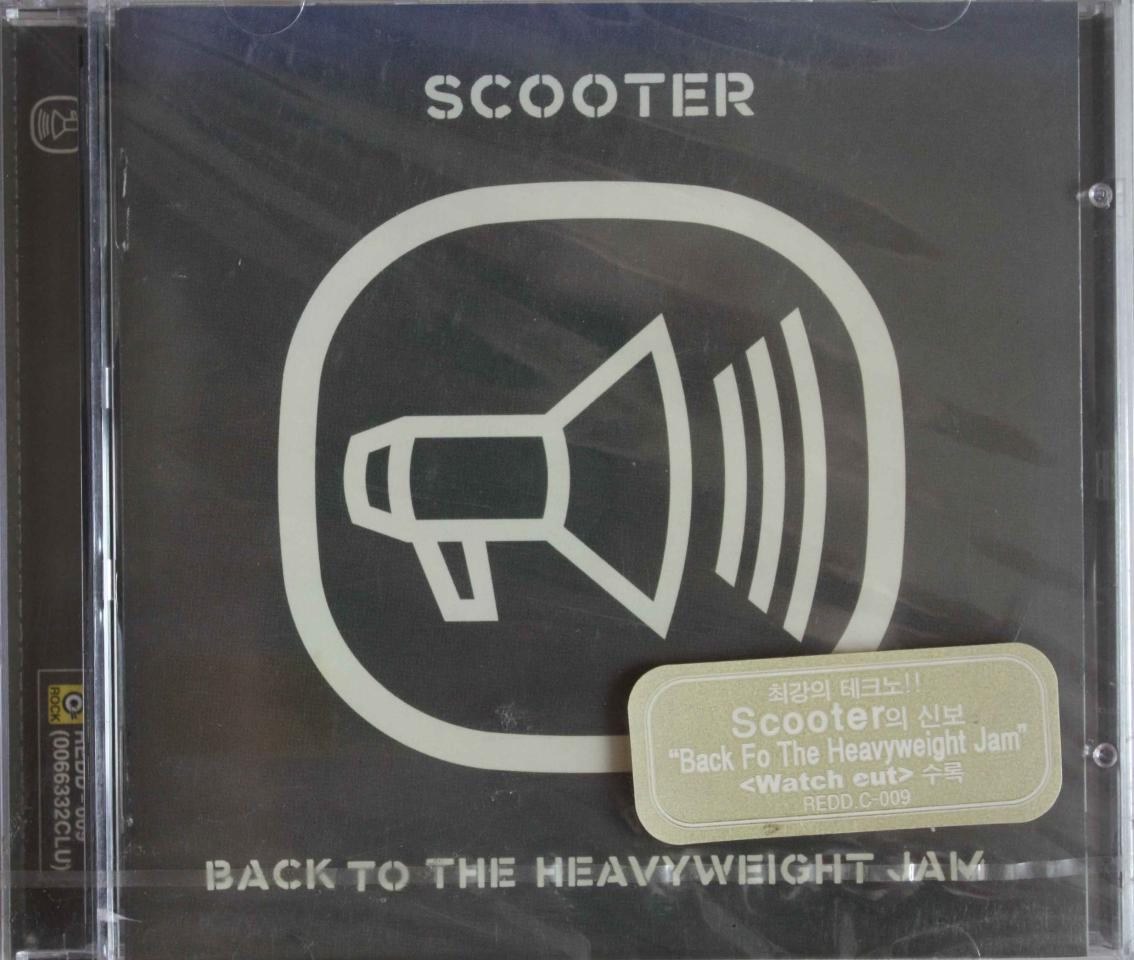 SCOOTER
최강의 테크노!!
Scooter의 신보
“Back Fo The Heavyweight Jam”
<Watch eut> 수록
REDD.C-009
BACK TO THE HEAVYWEIGHT JAM
ROCK
(0066332CLU)